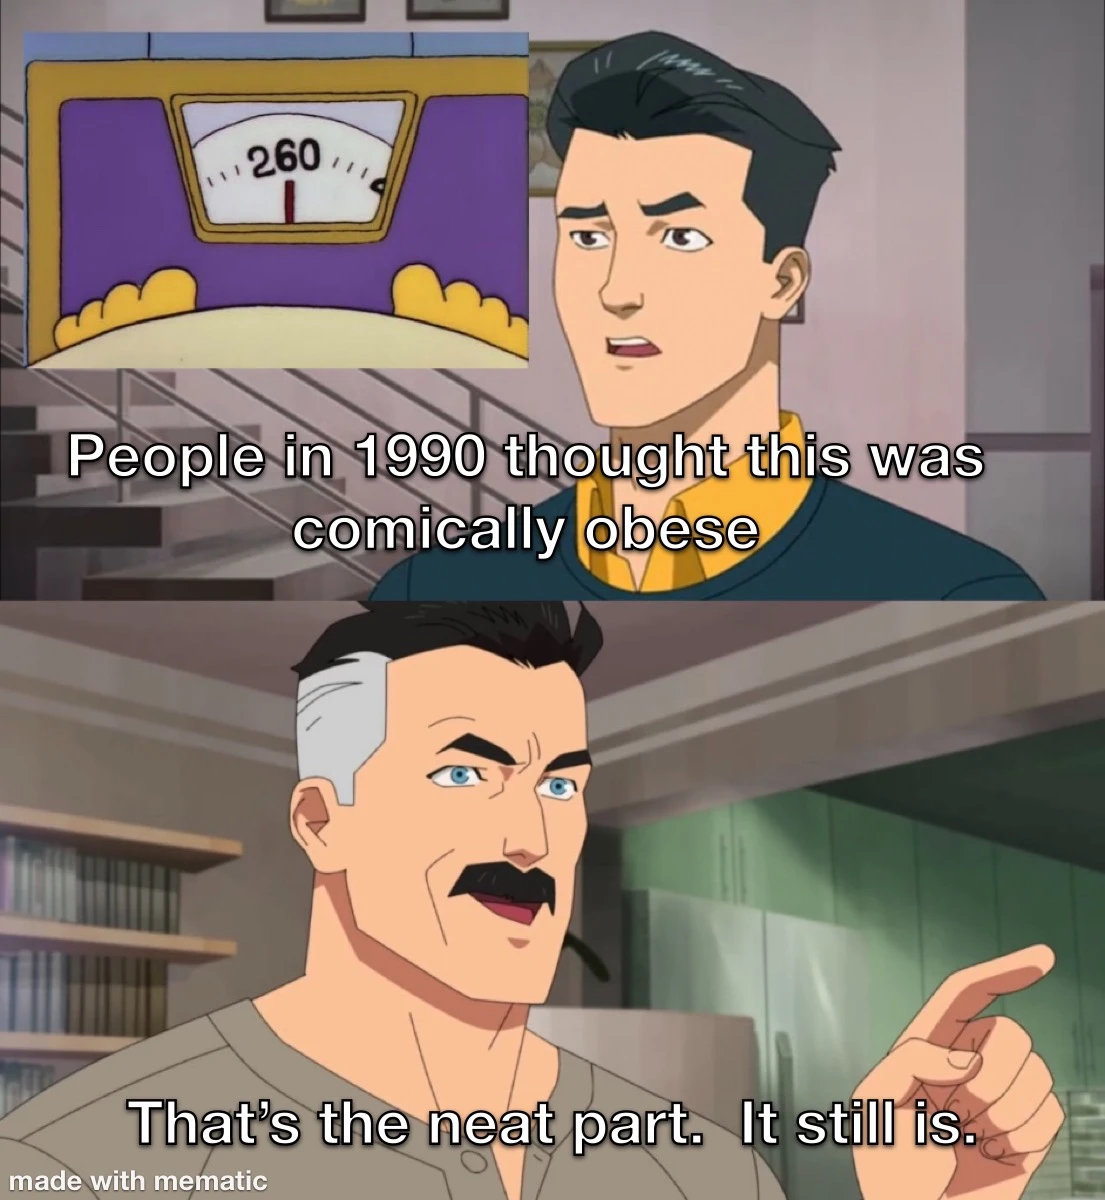 260
People in 1990 thought this was
comically obese
That's the neat part.  It still is.
made with mematic